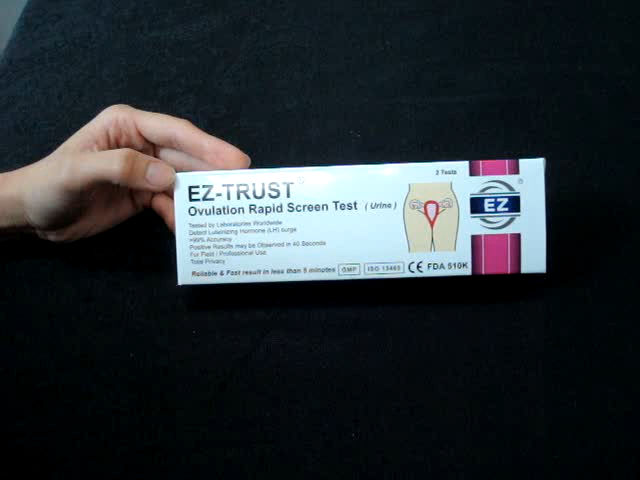 2 Tests
EZ-TRUST®
Ovulation Rapid Screen Test ( Urine )
Tested by Laboratories Worldwide
Detect Luteinizing Hormone (LH) surge
>99% Accuracy
Positive Results may be Observed in 40 Seconds
For Field / Professional Use
Total Privacy
Reliable & Fast result in less than 5 minutes GMP ISO 13485 CE FDA 510K
EZ®